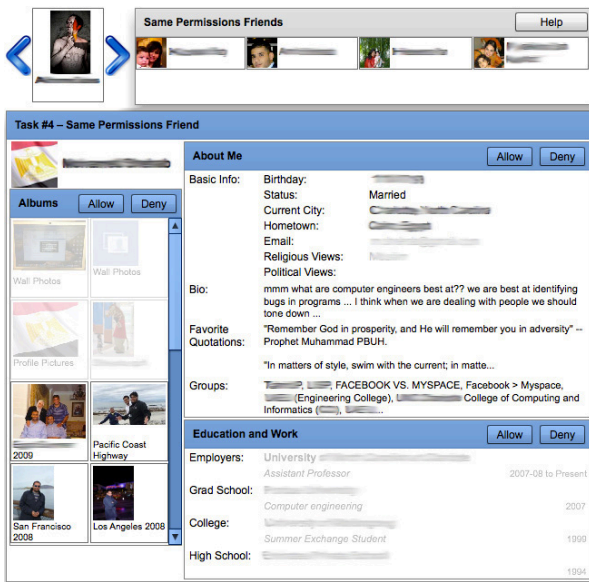 Same Permissions Friends
Help
Task #4 – Same Permissions Friend
Albums
Allow
Deny
Wall Photos
Wall Photos
Profile Pictures
2009
Pacific Coast
Highway
San Francisco
2008
Los Angeles 2008
About Me
Allow
Deny
Basic Info:
Birthday:
Status: Married
Current City:
Hometown:
Email:
Religious Views:
Political Views:
Bio: mmm what are computer engineers best at?? we are best at identifying
bugs in programs ... I think when we are dealing with people we should
tone down ...
Favorite "Remember God in prosperity, and He will remember you in adversity" --
Quotations: Prophet Muhammad PBUH.
"In matters of style, swim with the current; in matte...
Groups: FACEBOOK VS. MYSPACE, Facebook > Myspace,
(Engineering College), College of Computing and
Informatics
Education and Work
Allow
Deny
Employers: University
Assistant Professor 2007-08 to Present
Grad School:
Computer engineering 2007
College:
Summer Exchange Student 1999
High School:
1994